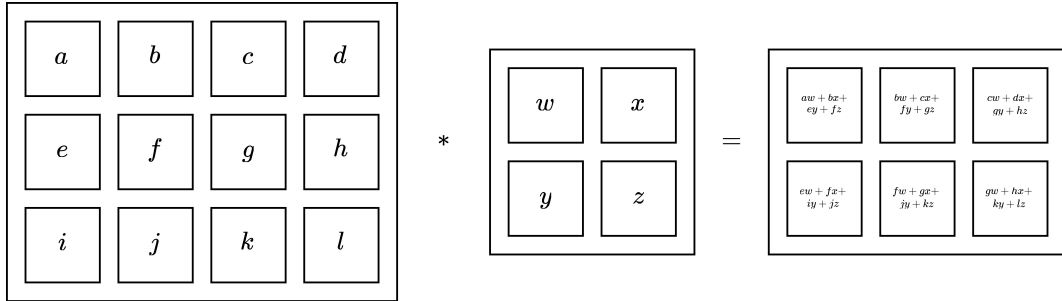 a b c d
e f g h
i j k l
*
w x
y z
=
aw + bx+
ey + fz
bw + cx+
fy + gz
cw + dx+
gy + hz
ew + fx+
iy + jz
fw + gx+
jy + kz
gw + hx+
ky + lz